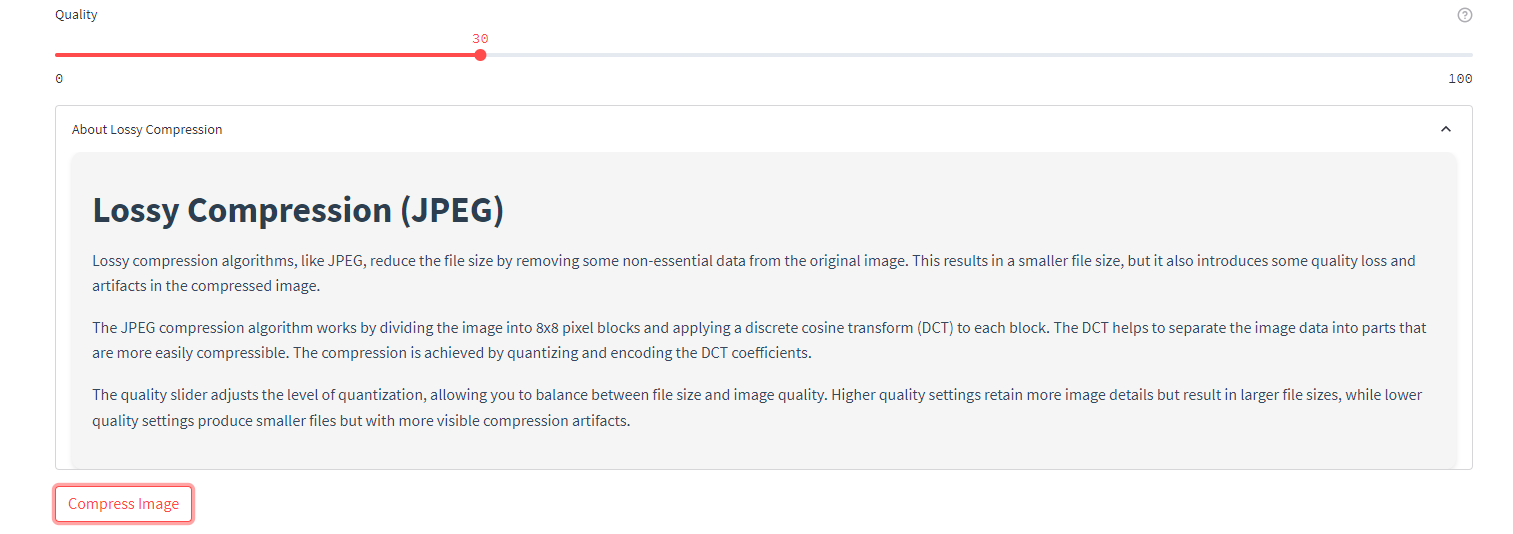 Quality
30
0
100
About Lossy Compression
Lossy Compression (JPEG)
Lossy compression algorithms, like JPEG, reduce the file size by removing some non-essential data from the original image. This results in a smaller file size, but it also introduces some quality loss and
artifacts in the compressed image.
The JPEG compression algorithm works by dividing the image into 8x8 pixel blocks and applying a discrete cosine transform (DCT) to each block. The DCT helps to separate the image data into parts that
are more easily compressible. The compression is achieved by quantizing and encoding the DCT coefficients.
The quality slider adjusts the level of quantization, allowing you to balance between file size and image quality. Higher quality settings retain more image details but result in larger file sizes, while lower
quality settings produce smaller files but with more visible compression artifacts.
Compress Image